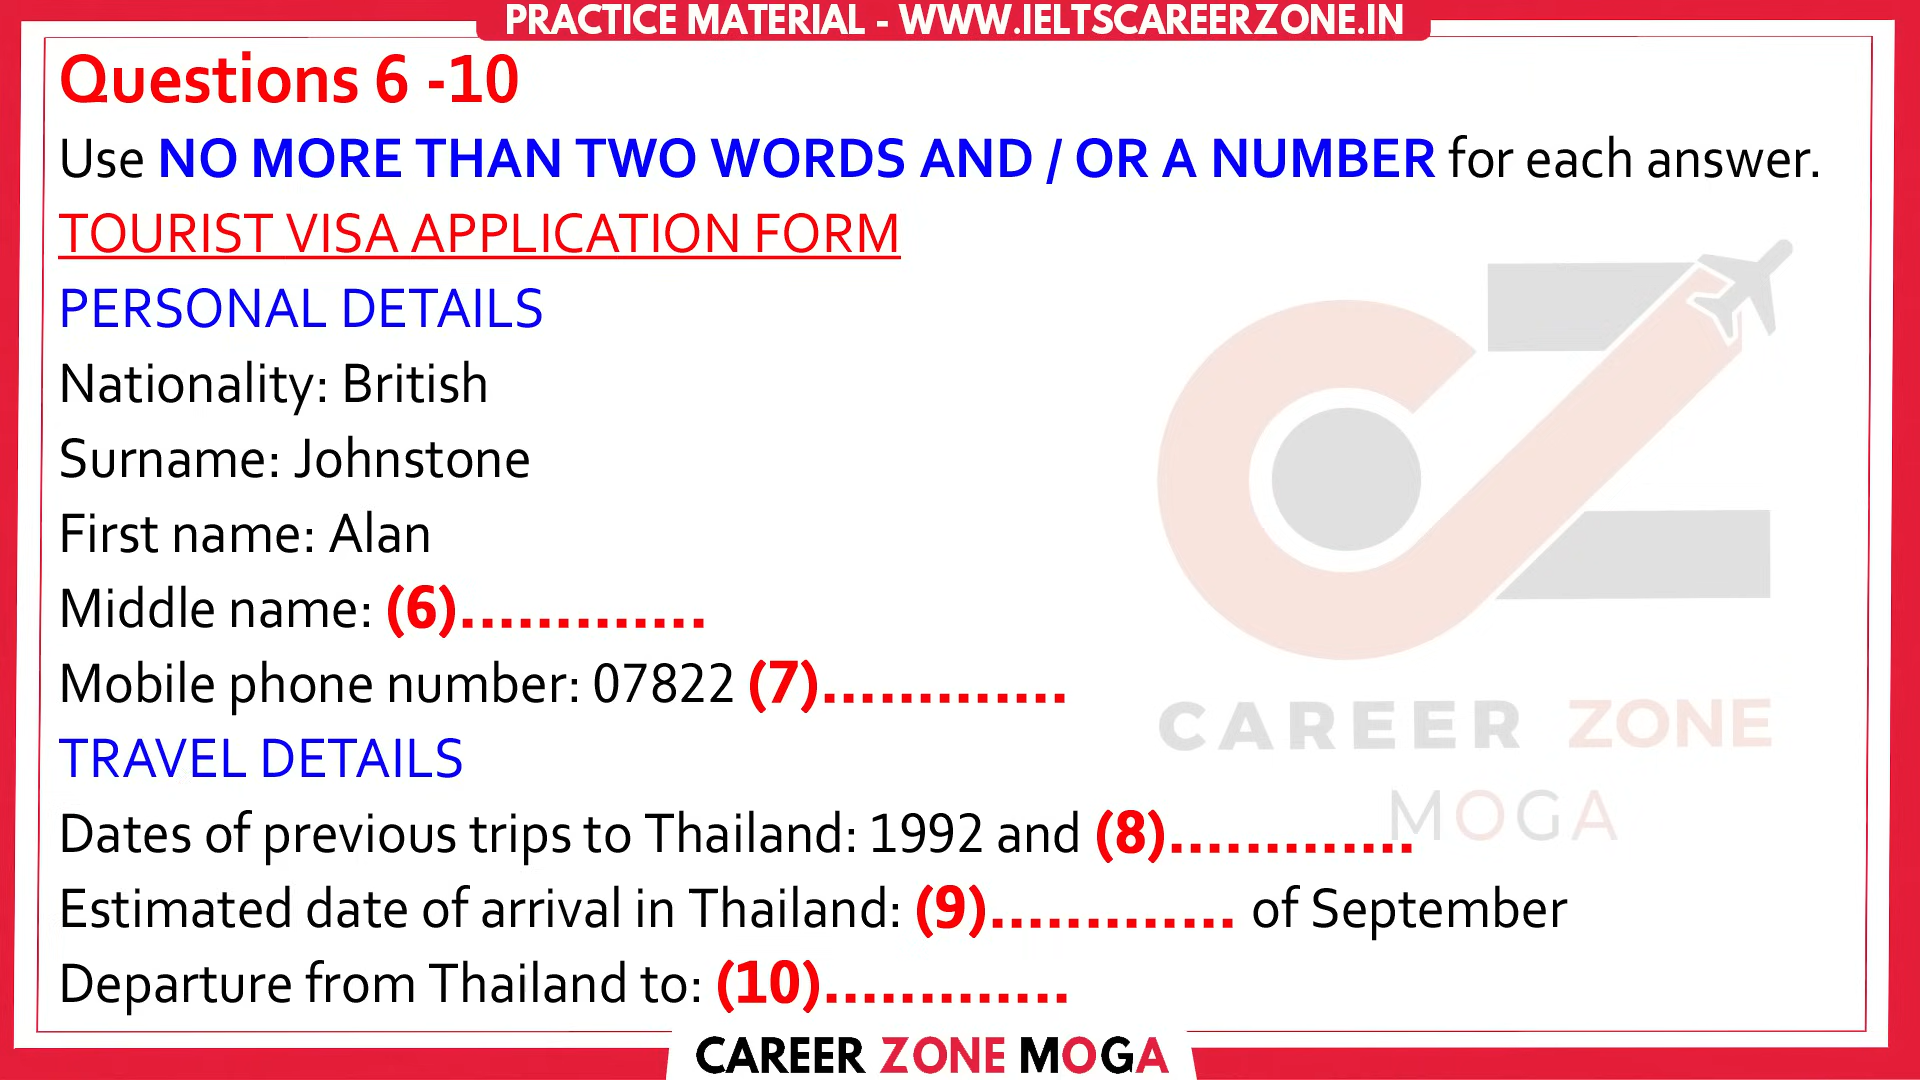 PRACTICE MATERIAL - WWW.IELTSCAREERZONE.IN
Questions 6 -10
Use NO MORE THAN TWO WORDS AND / OR A NUMBER for each answer.
TOURIST VISA APPLICATION FORM
PERSONAL DETAILS
Nationality: British
Surname: Johnstone
First name: Alan
Middle name: (6).............
Mobile phone number: 07822 (7).............
TRAVEL DETAILS
Dates of previous trips to Thailand: 1992 and (8).............
Estimated date of arrival in Thailand: (9)............. of September
Departure from Thailand to: (10).............
CZ
CAREER ZONE
MOGA
CAREER ZONE MOGA